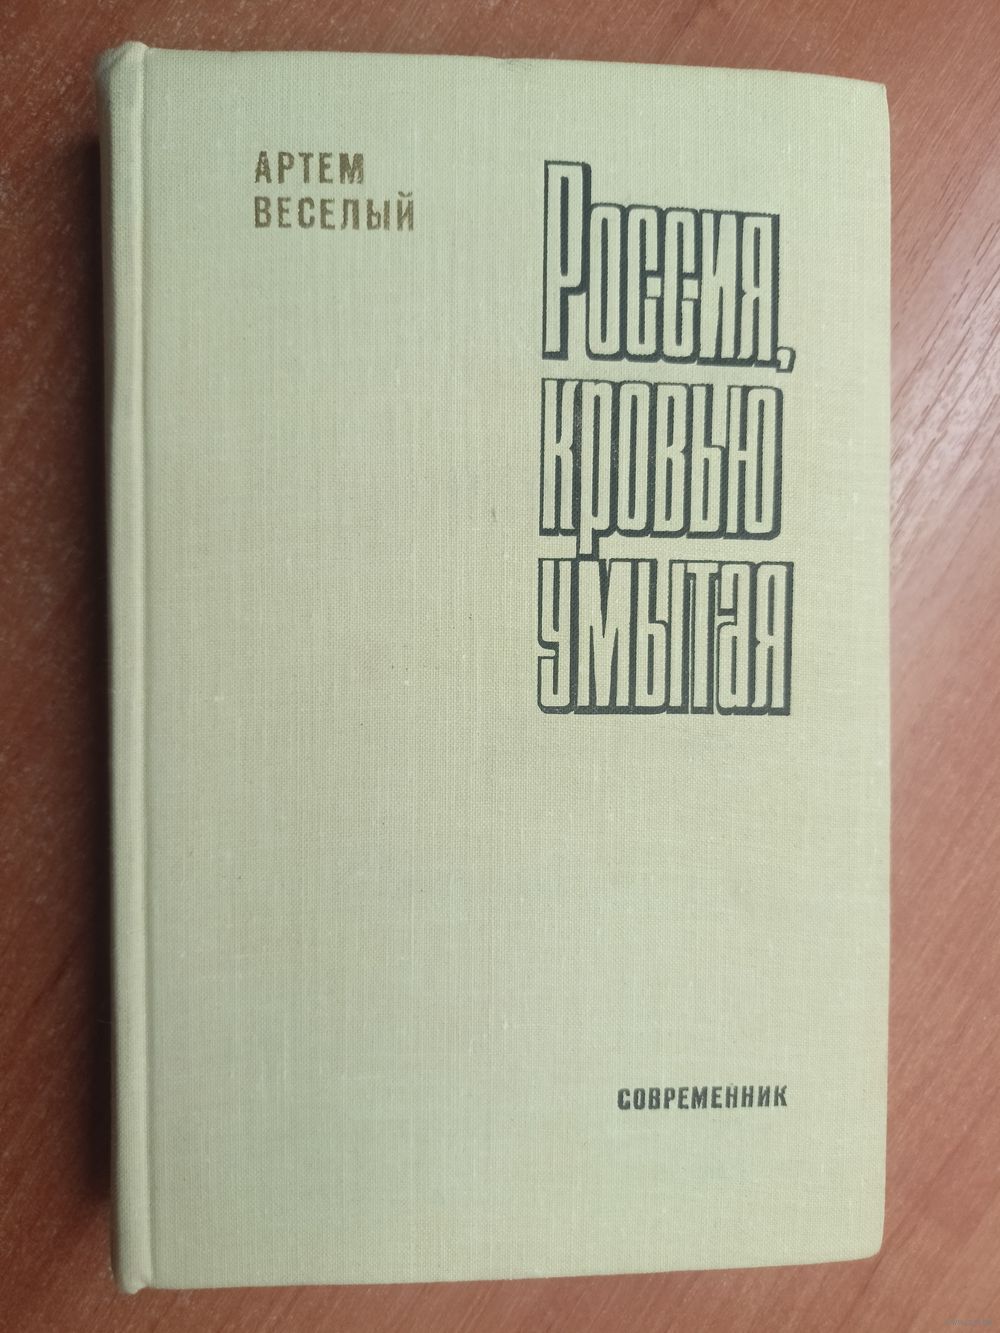 АРТЕМ
ВЕСЕЛЫЙ
Россия,
кровью
умытая
СОВРЕМЕННИК